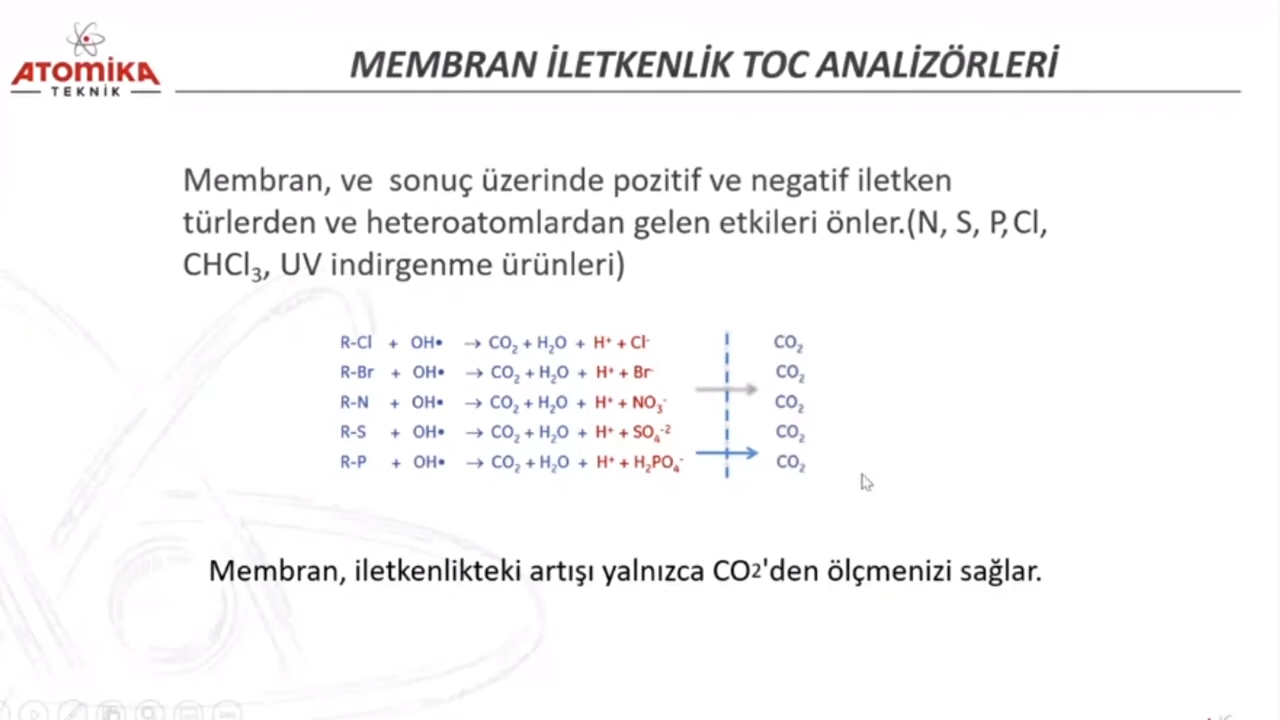 ATOMİKA
TEKNİK
MEMBRAN İLETKENLİK TOC ANALİZÖRLERİ
Membran, ve sonuç üzerinde pozitif ve negatif iletken
türlerden ve heteroatomlardan gelen etkileri önler.(N, S, P, Cl,
CHCl₃, UV indirgenme ürünleri)
R-Cl + OH• → CO₂ + H₂O + H⁺ + Cl⁻ CO₂
R-Br + OH• → CO₂ + H₂O + H⁺ + Br⁻ CO₂
R-N + OH• → CO₂ + H₂O + H⁺ + NO₃⁻ CO₂
R-S + OH• → CO₂ + H₂O + H⁺ + SO₄⁻² CO₂
R-P + OH• → CO₂ + H₂O + H⁺ + H₂PO₄⁻ CO₂
Membran, iletkenlikteki artışı yalnızca CO2'den ölçmenizi sağlar.